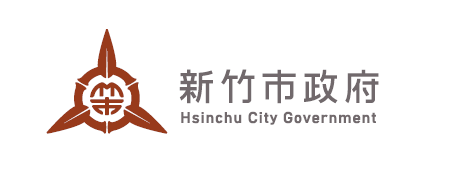 新竹市政府
Hsinchu City Government